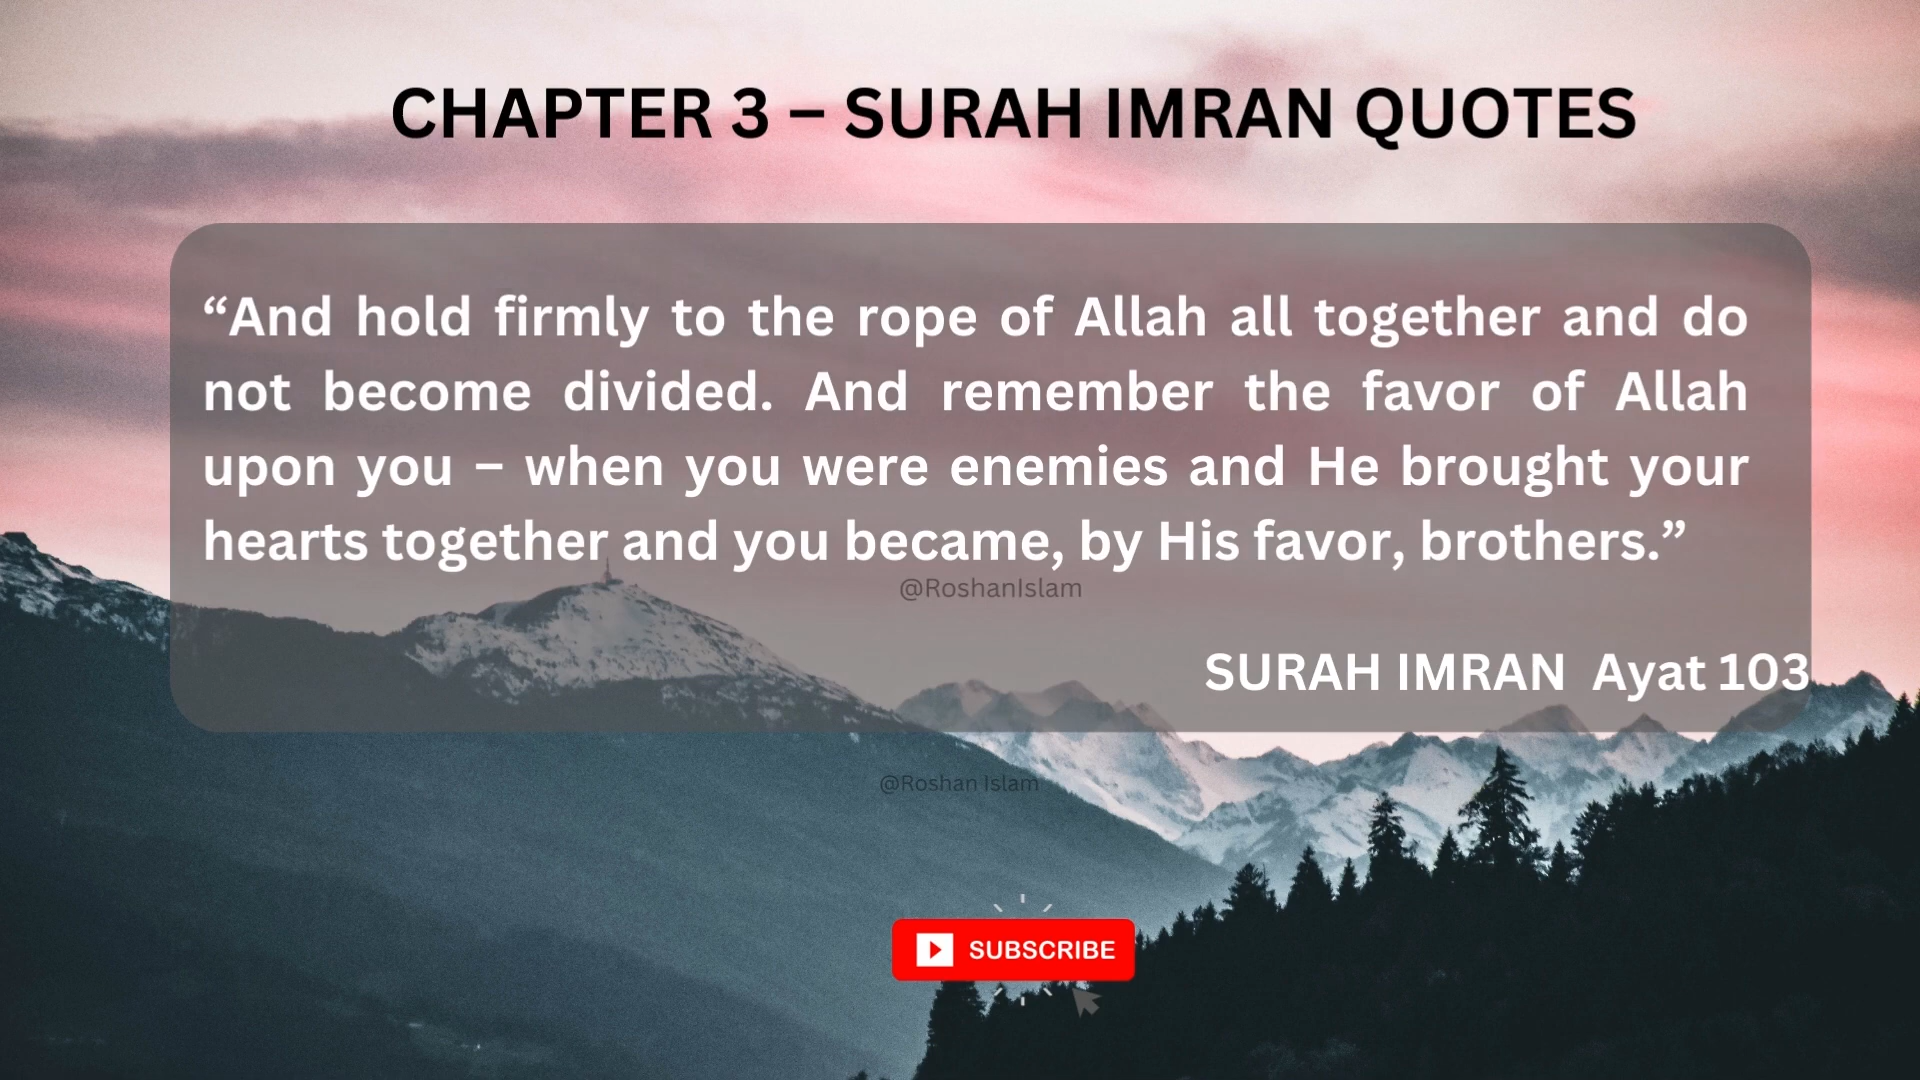 CHAPTER 3 – SURAH IMRAN QUOTES
“And hold firmly to the rope of Allah all together and do
not become divided. And remember the favor of Allah
upon you – when you were enemies and He brought your
hearts together and you became, by His favor, brothers.”
@RoshanIslam
SURAH IMRAN  Ayat 103
@Roshan Islam
SUBSCRIBE